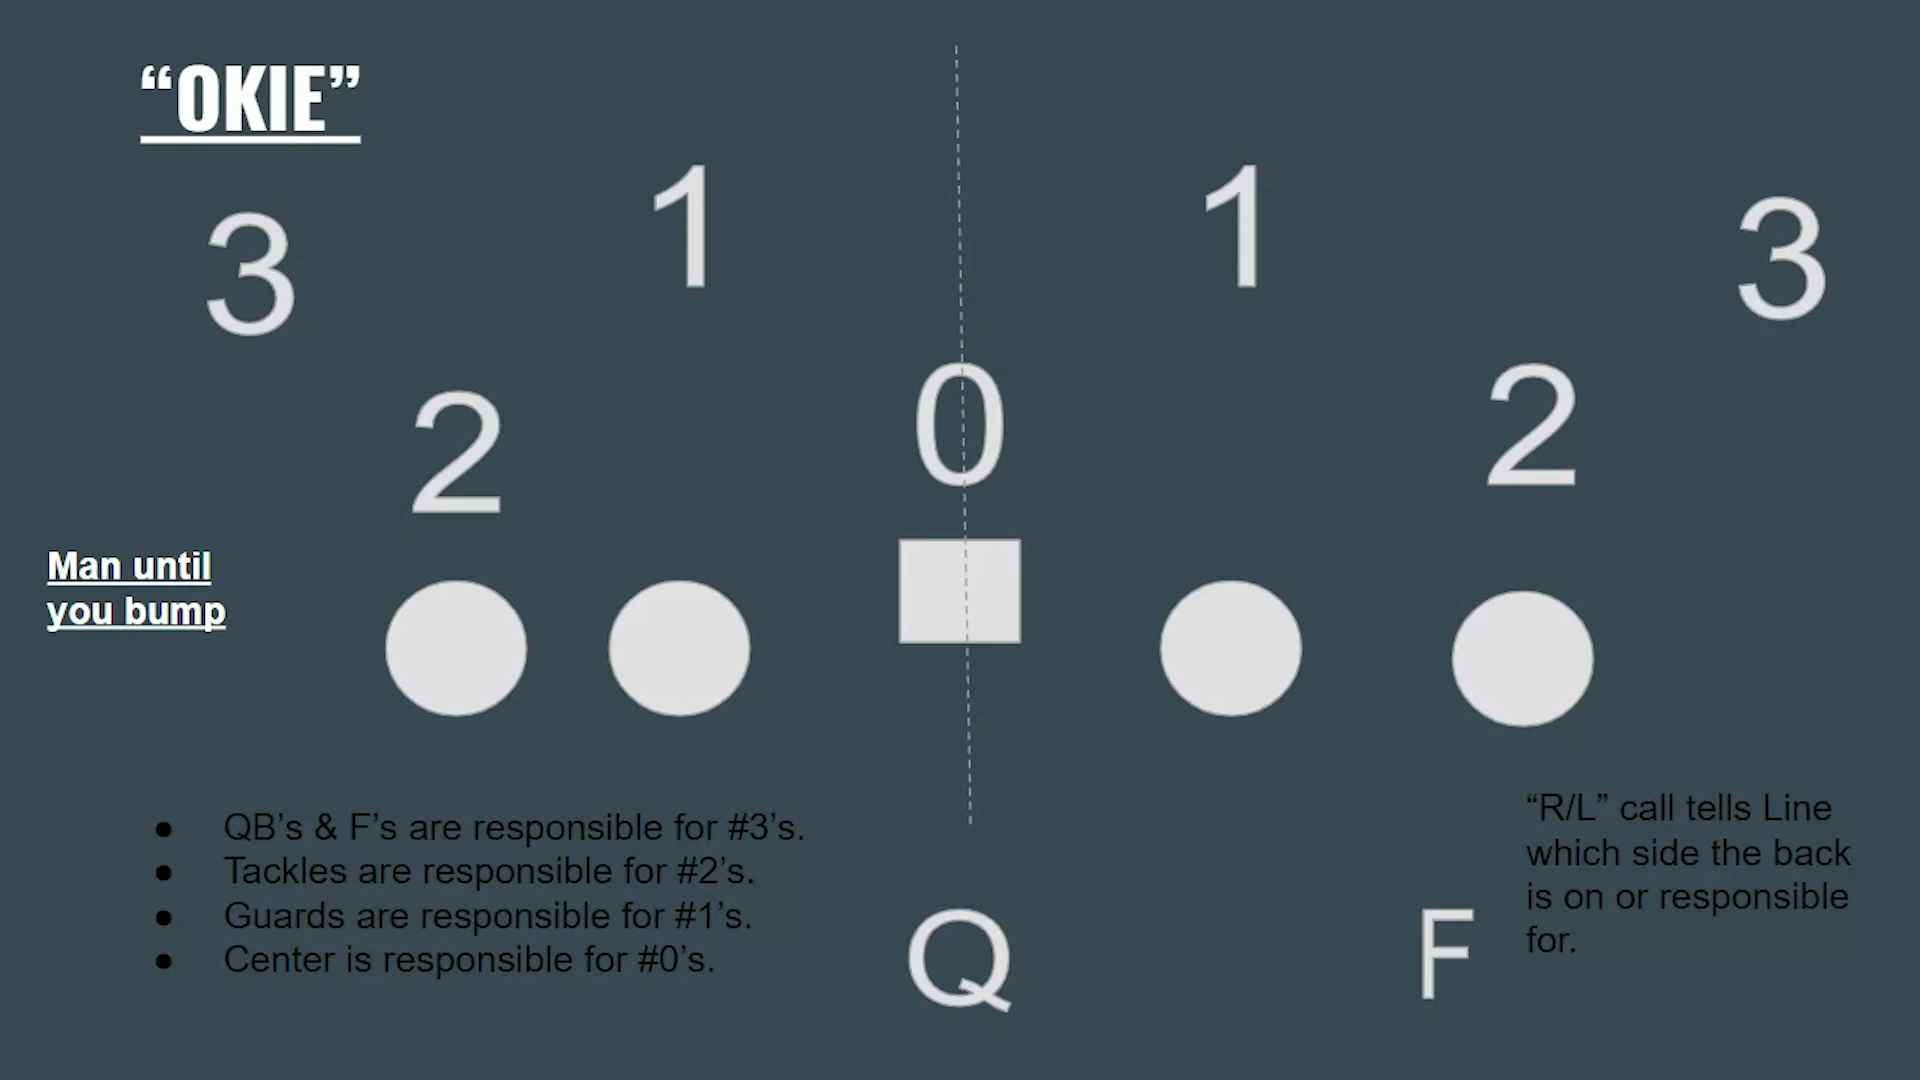 “OKIE”
1 1
3 3
0
2 2
Man until
you bump
● QB’s & F’s are responsible for #3’s.
● Tackles are responsible for #2’s.
● Guards are responsible for #1’s.
● Center is responsible for #0’s.
“R/L” call tells Line
which side the back
is on or responsible
for.
Q F